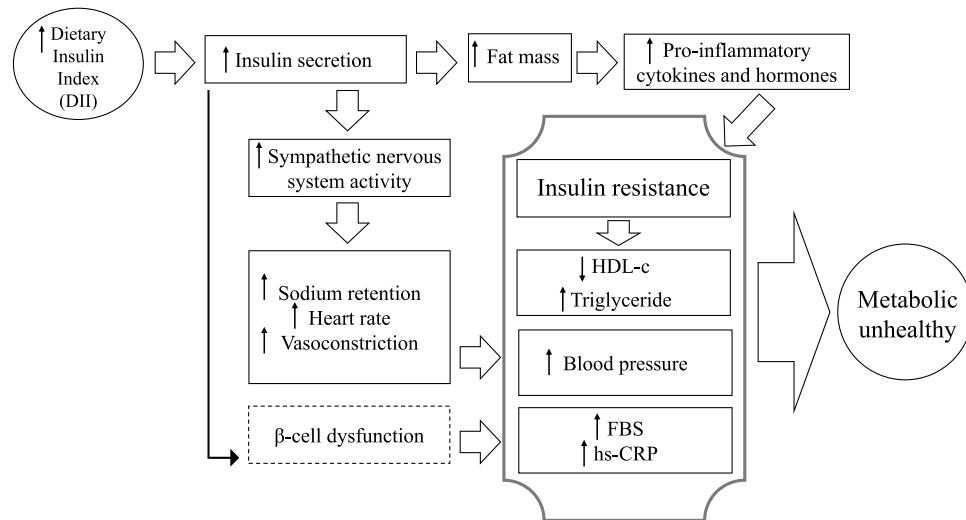 ↑ Dietary
Insulin
Index
(DII)
↑ Insulin secretion
↑ Fat mass
↑ Pro-inflammatory
cytokines and hormones
↑ Sympathetic nervous
system activity
Insulin resistance
↓ HDL-c
↑ Triglyceride
↑ Sodium retention
↑ Heart rate
↑ Vasoconstriction
↑ Blood pressure
β-cell dysfunction
↑ FBS
↑ hs-CRP
Metabolic
unhealthy